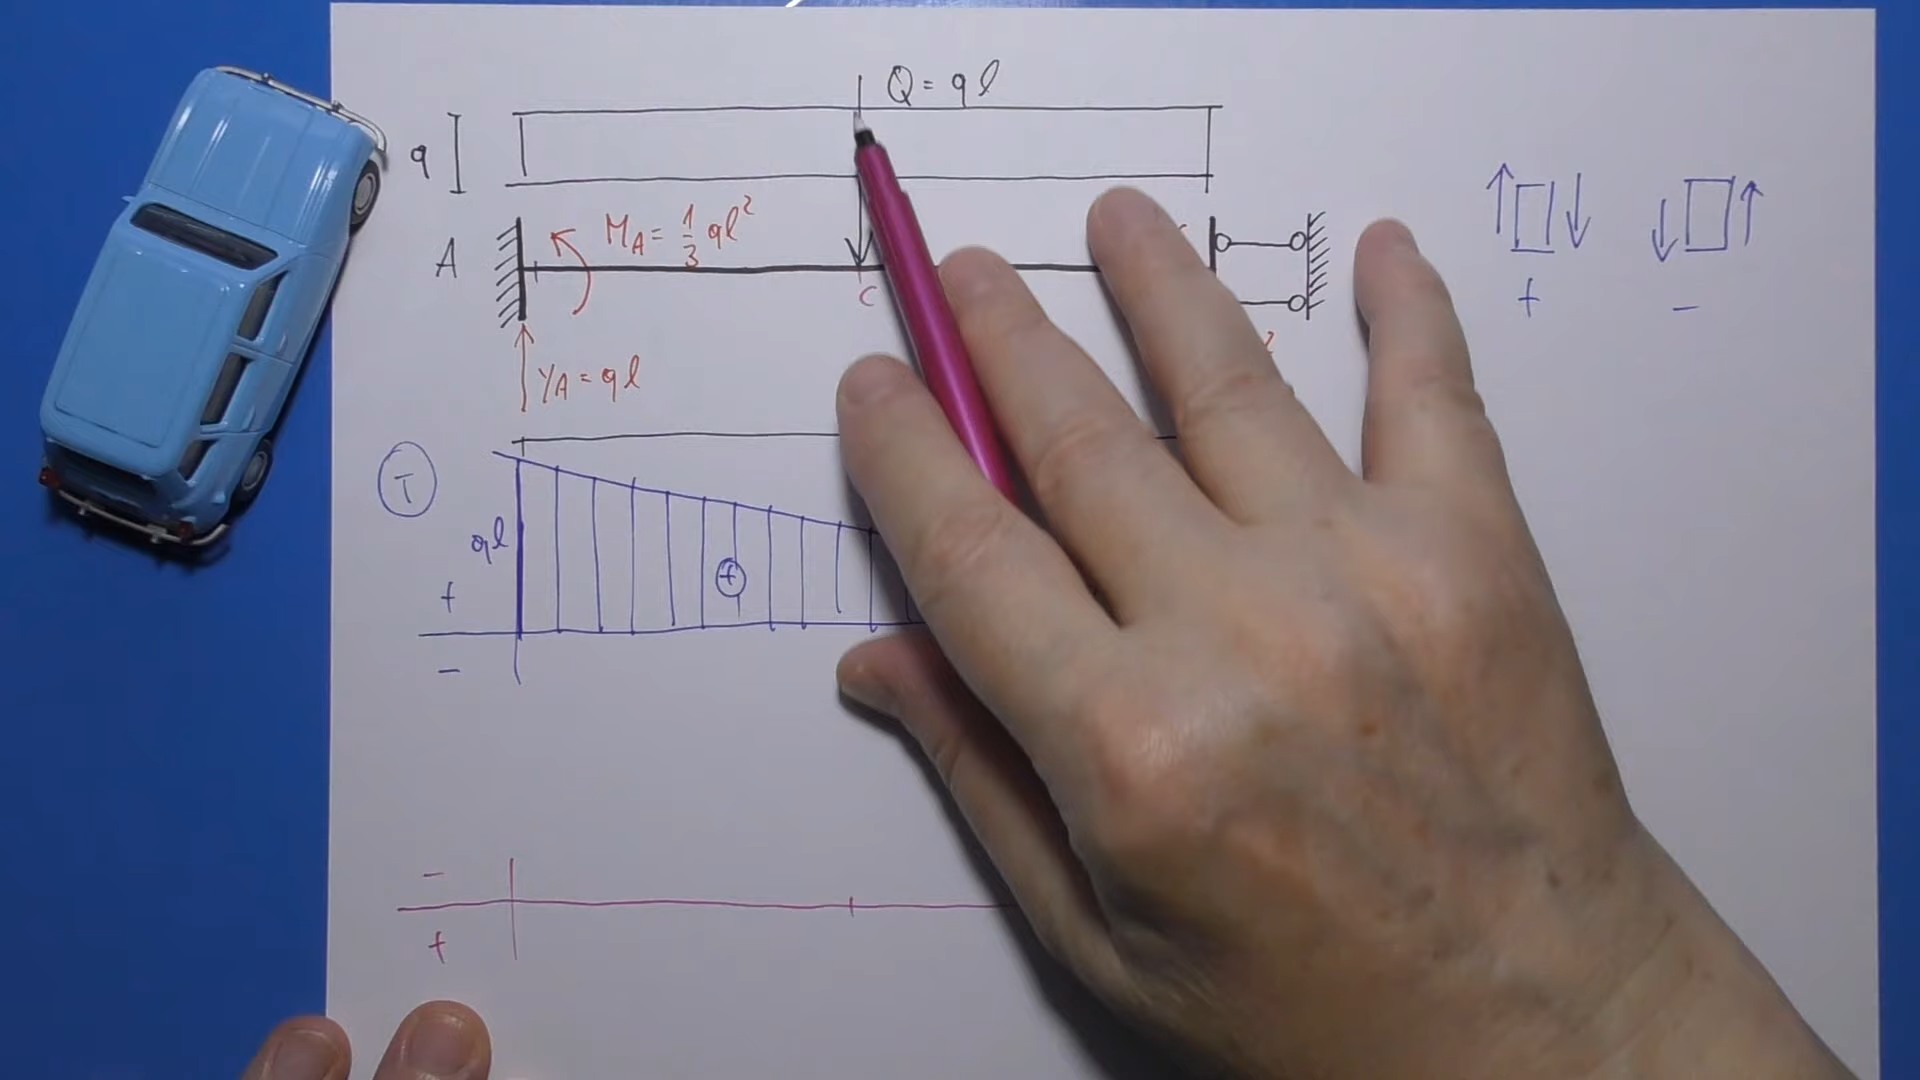 Q = ql
q
A
M_A = 1/3 ql²
C
Y_A = ql
+
−
T
ql
+
+
−
−
+